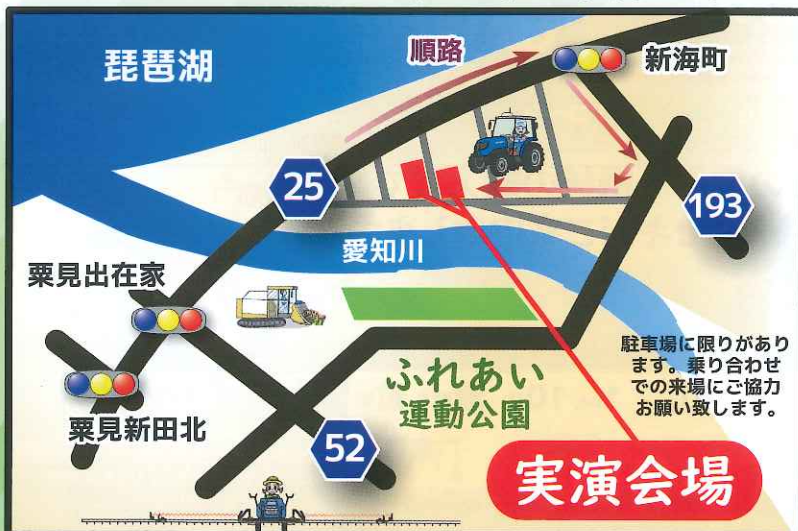 琵琶湖
順路
新海町
25
193
愛知川
粟見出在家
ふれあい
運動公園
駐車場に限りがあり
ます。乗り合わせ
での来場にご協力
お願い致します。
粟見新田北
52
実演会場